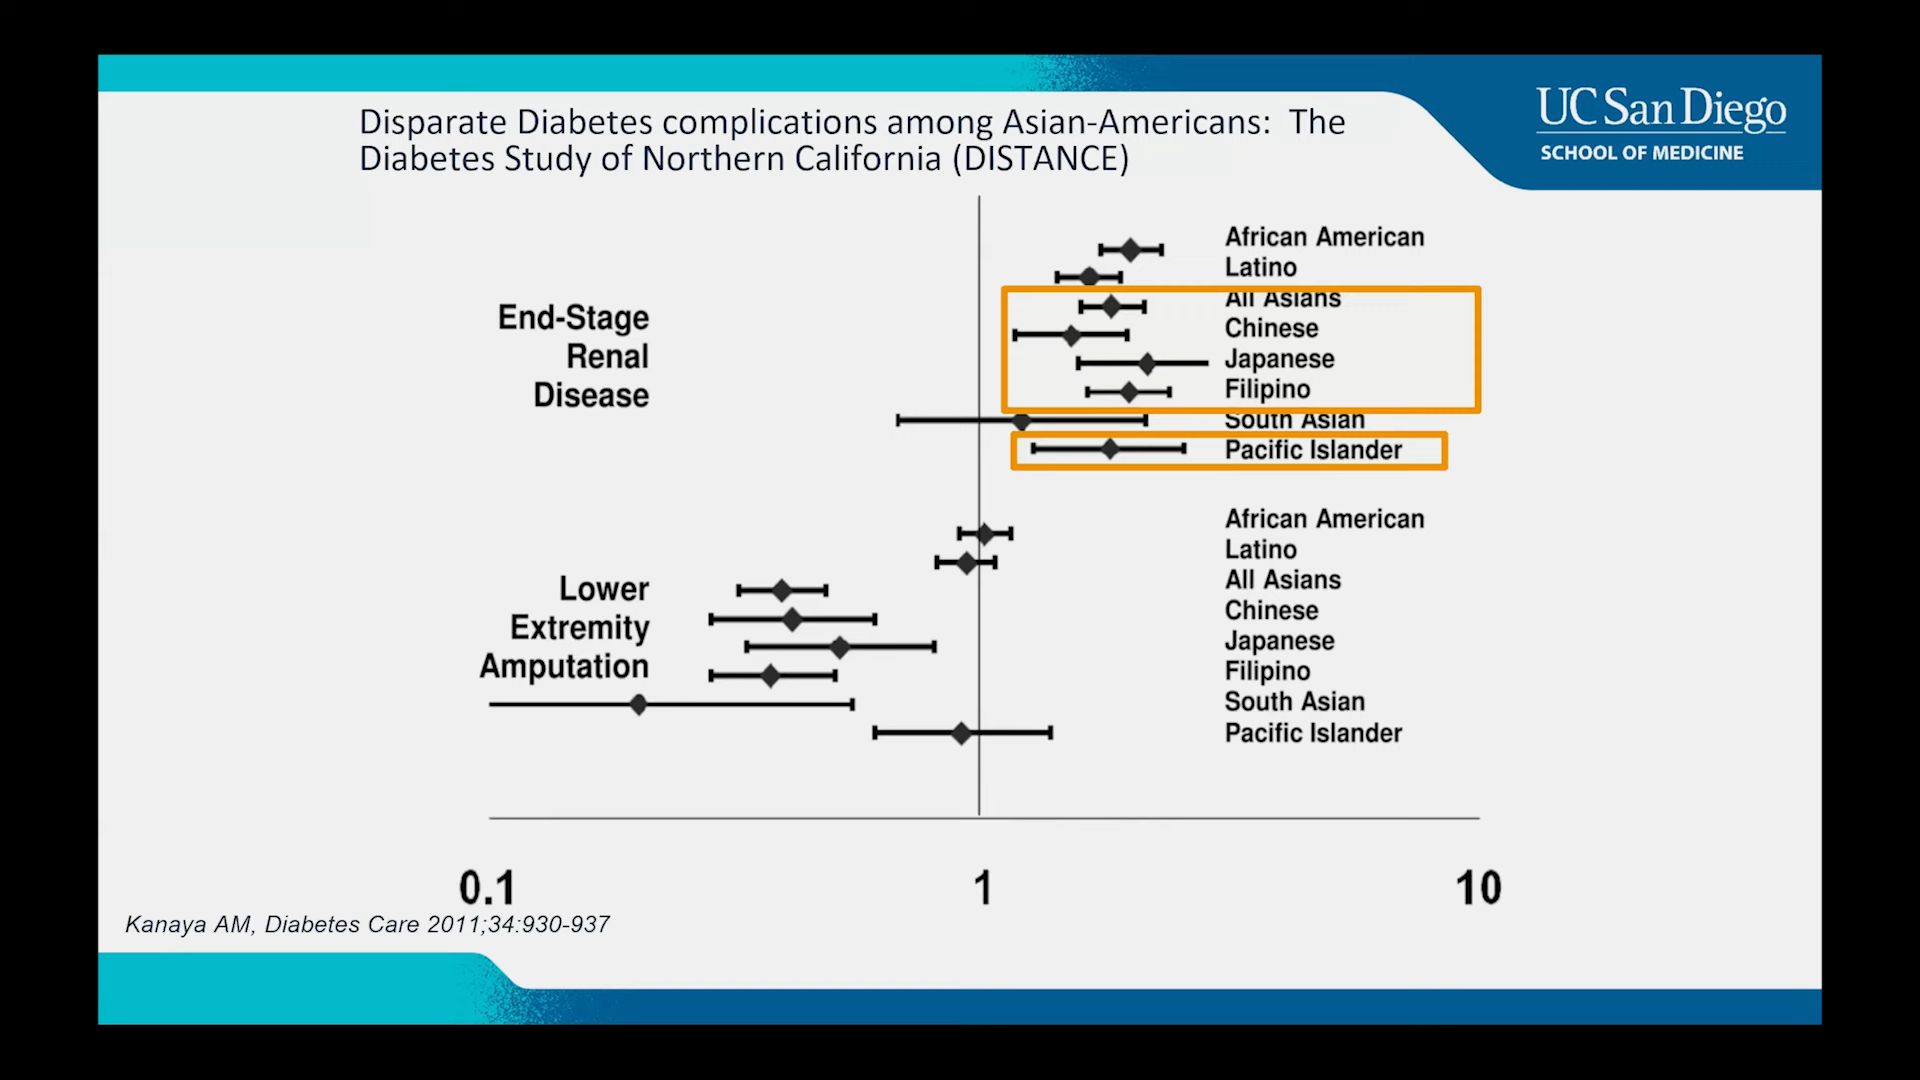 UC San Diego
SCHOOL OF MEDICINE
Disparate Diabetes complications among Asian-Americans:  The
Diabetes Study of Northern California (DISTANCE)
End-Stage
Renal
Disease
African American
Latino
All Asians
Chinese
Japanese
Filipino
South Asian
Pacific Islander
Lower
Extremity
Amputation
African American
Latino
All Asians
Chinese
Japanese
Filipino
South Asian
Pacific Islander
0.1 1 10
Kanaya AM, Diabetes Care 2011;34:930-937